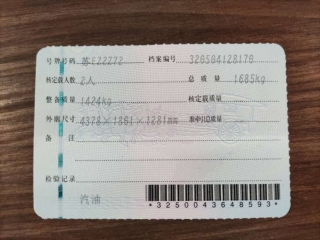 号牌号码 苏EZZZ72 档案编号 320504128170
核定载人数 2人 总质量 1685kg
整备质量 1424kg 核定载质量
外廓尺寸 4378×1861×1281mm 准牵引总质量
备注
检验记录
汽油
*3250043648593*